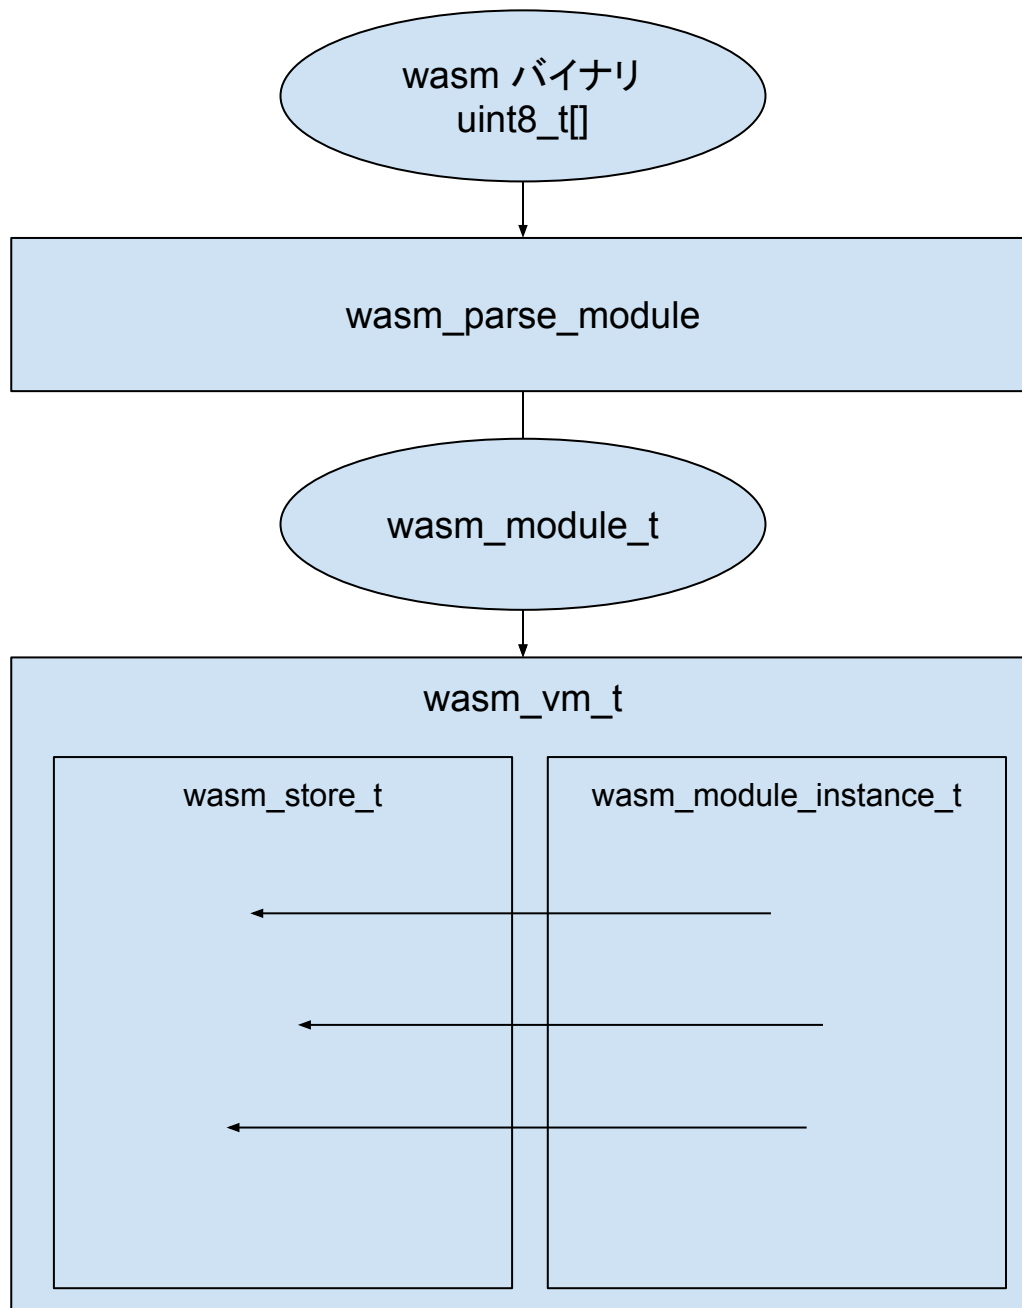 wasm バイナリ
uint8_t[]
wasm_parse_module
wasm_module_t
wasm_vm_t
wasm_store_t
wasm_module_instance_t